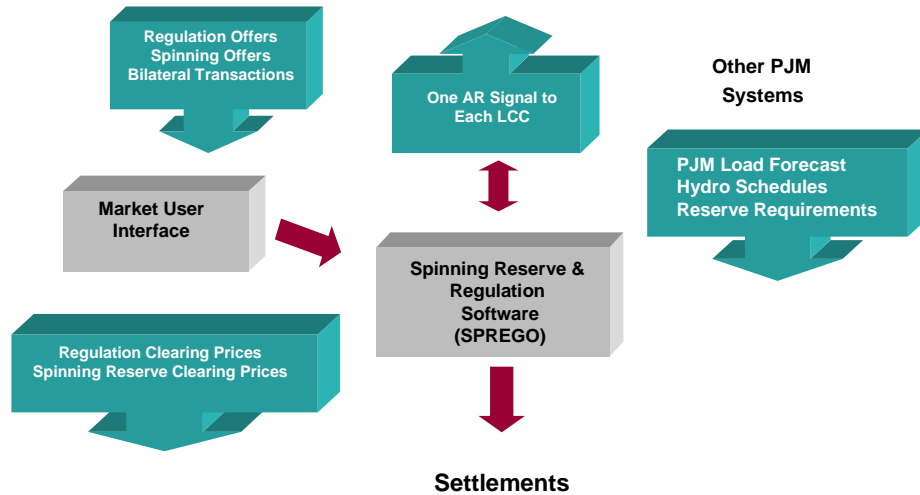 Regulation Offers
Spinning Offers
Bilateral Transactions
One AR Signal to
Each LCC
Other PJM
Systems
PJM Load Forecast
Hydro Schedules
Reserve Requirements
Market User
Interface
Spinning Reserve &
Regulation
Software
(SPREGO)
Regulation Clearing Prices
Spinning Reserve Clearing Prices
Settlements